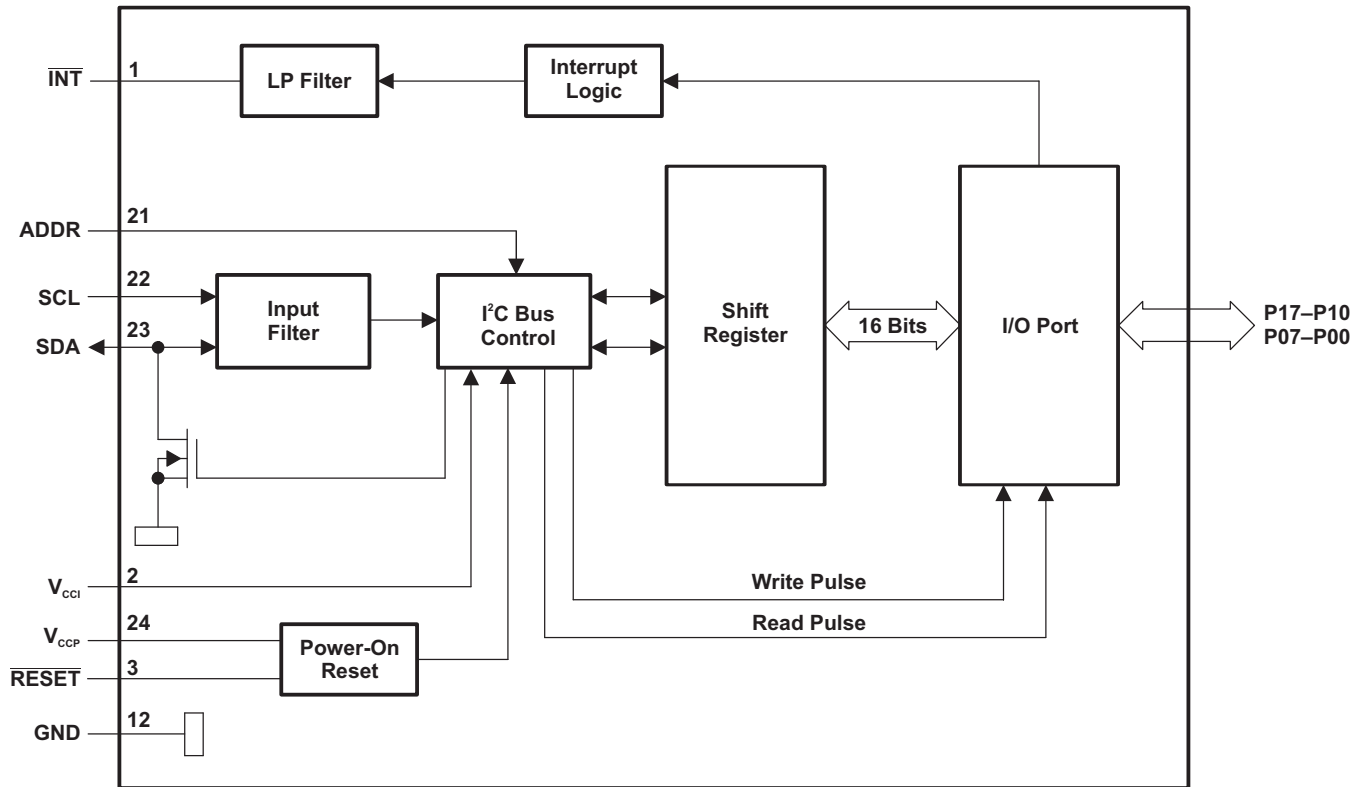 INT
1
LP Filter
Interrupt
Logic
ADDR
21
SCL
22
SDA
23
Input
Filter
I²C Bus
Control
Shift
Register
16 Bits
I/O Port
P17–P10
P07–P00
VCCI
2
Write Pulse
VCCP
24
Read Pulse
RESET
3
Power-On
Reset
GND
12